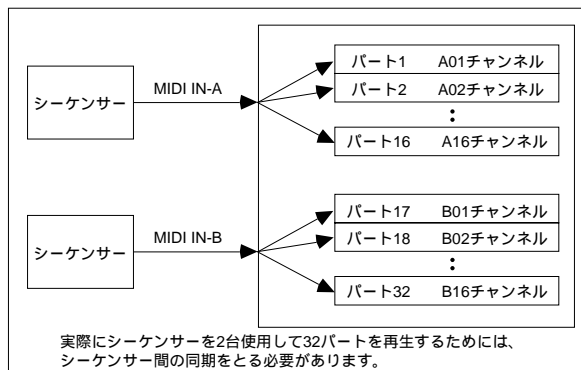 シーケンサー
MIDI IN-A
パート1 A01チャンネル
パート2 A02チャンネル
:
パート16 A16チャンネル
シーケンサー
MIDI IN-B
パート17 B01チャンネル
パート18 B02チャンネル
:
パート32 B16チャンネル
実際にシーケンサーを2台使用して32パートを再生するためには、
シーケンサー間の同期をとる必要があります。